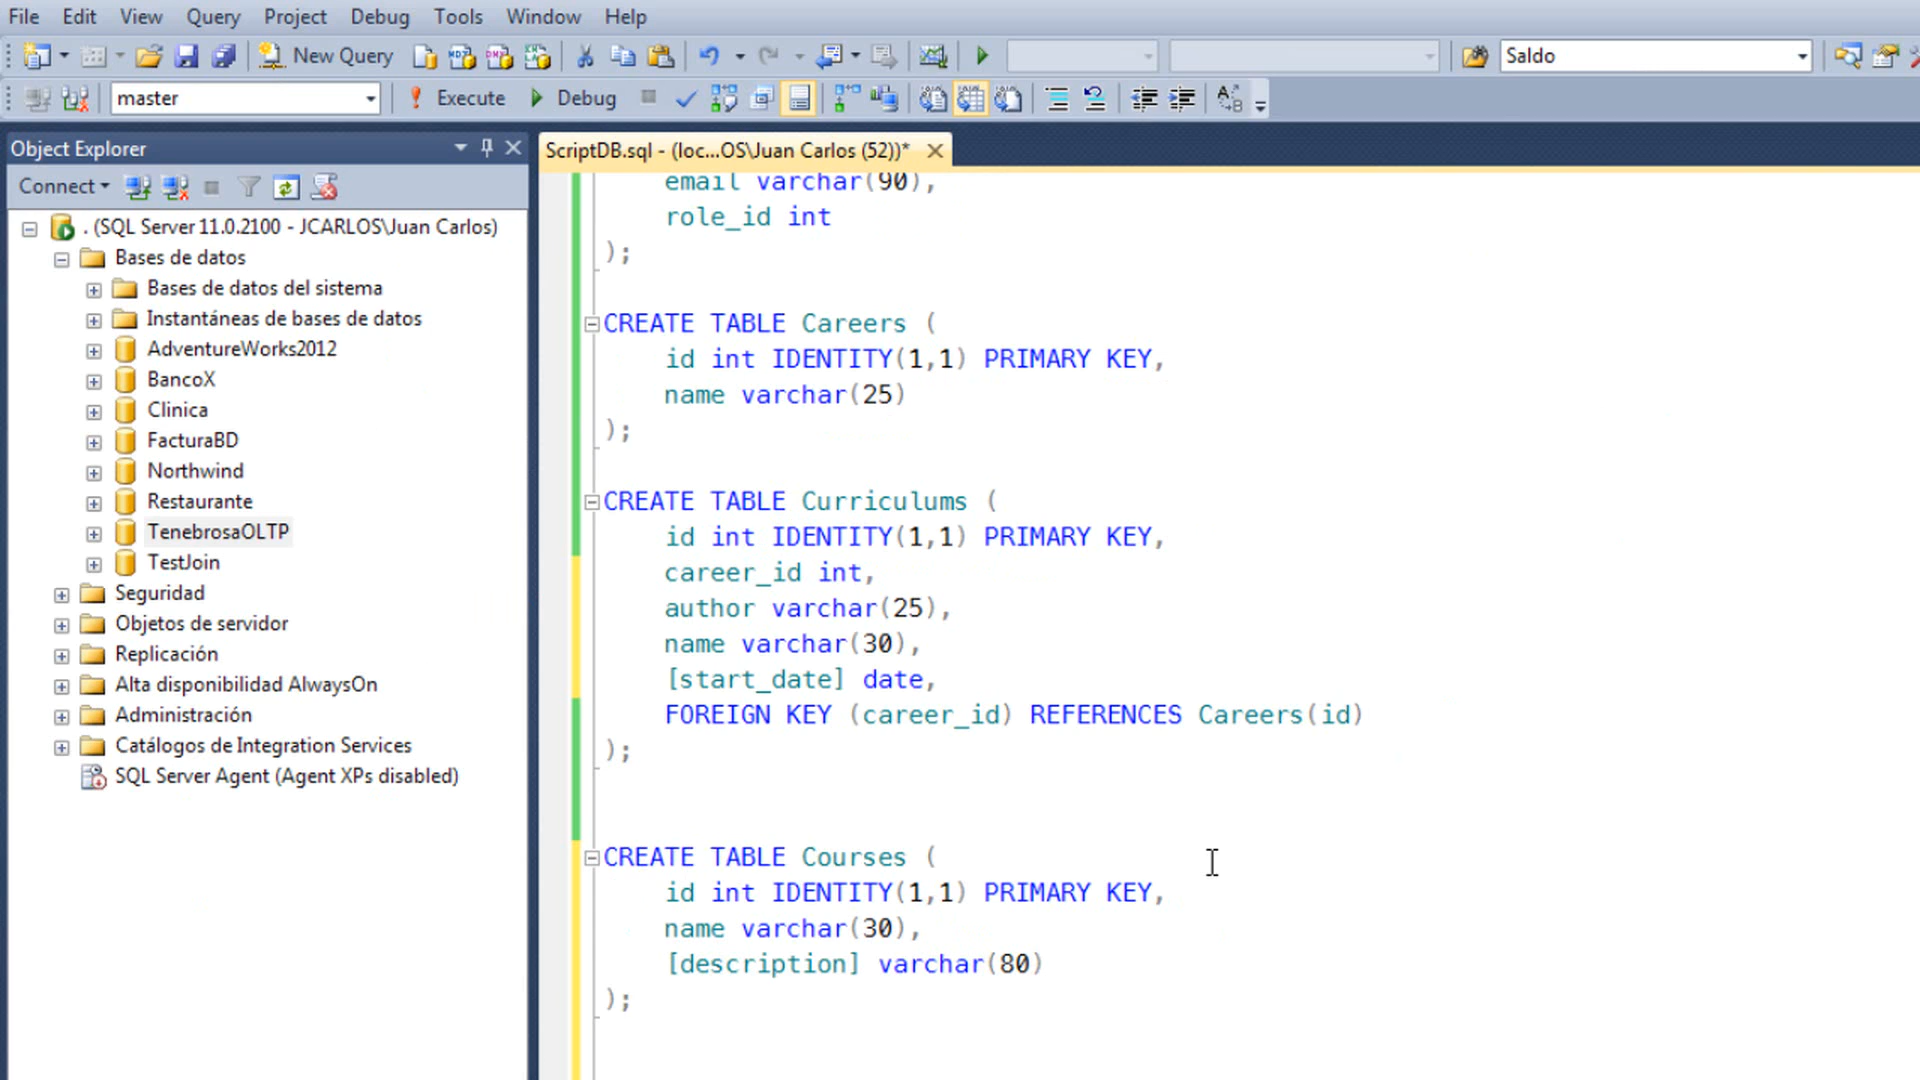 File Edit View Query Project Debug Tools Window Help
New Query Saldo
master Execute Debug
Object Explorer
ScriptDB.sql - (loc...OS\Juan Carlos (52))*
Connect
. (SQL Server 11.0.2100 - JCARLOS\Juan Carlos)
Bases de datos
Bases de datos del sistema
Instantáneas de bases de datos
AdventureWorks2012
BancoX
Clinica
FacturaBD
Northwind
Restaurante
TenebrosaOLTP
TestJoin
Seguridad
Objetos de servidor
Replicación
Alta disponibilidad AlwaysOn
Administración
Catálogos de Integration Services
SQL Server Agent (Agent XPs disabled)
email varchar(90),
role_id int
);
CREATE TABLE Careers (
id int IDENTITY(1,1) PRIMARY KEY,
name varchar(25)
);
CREATE TABLE Curriculums (
id int IDENTITY(1,1) PRIMARY KEY,
career_id int,
author varchar(25),
name varchar(30),
[start_date] date,
FOREIGN KEY (career_id) REFERENCES Careers(id)
);
CREATE TABLE Courses (
id int IDENTITY(1,1) PRIMARY KEY,
name varchar(30),
[description] varchar(80)
);